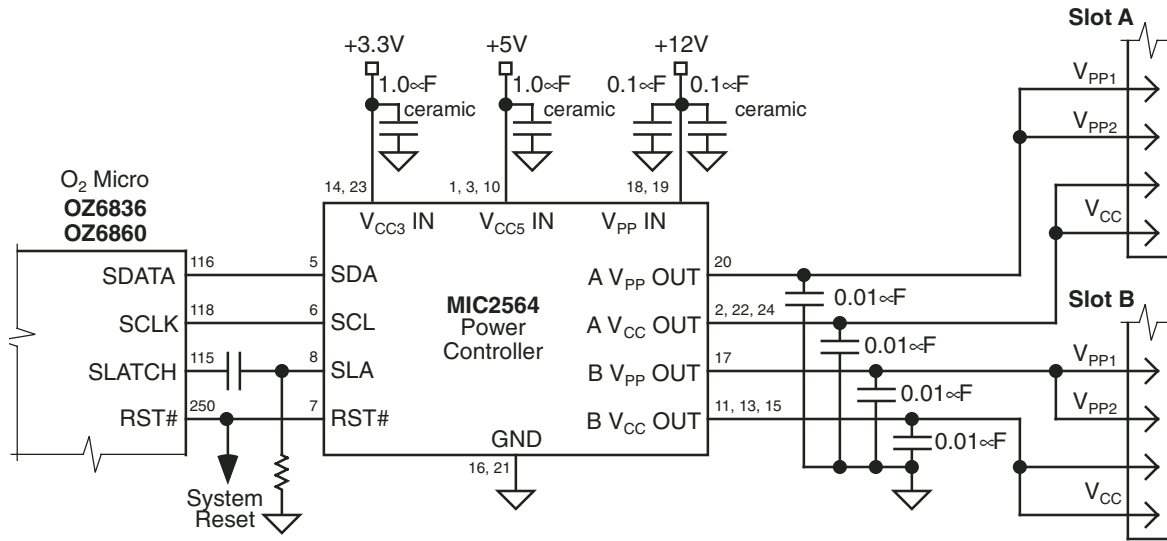 Slot A
+3.3V
+5V
+12V
1.0∝F
ceramic
1.0∝F
ceramic
0.1∝F
0.1∝F
ceramic
VPP1
VPP2
VCC
14, 23
1, 3, 10
18, 19
O2 Micro
OZ6836
OZ6860
VCC3 IN
VCC5 IN
VPP IN
SDATA
116
5
SDA
A VPP OUT
20
SCLK
118
6
SCL
A VCC OUT
2, 22, 24
SLATCH
115
8
SLA
B VPP OUT
17
RST#
250
7
RST#
B VCC OUT
11, 13, 15
MIC2564
Power
Controller
GND
16, 21
0.01∝F
0.01∝F
0.01∝F
0.01∝F
Slot B
VPP1
VPP2
VCC
System
Reset